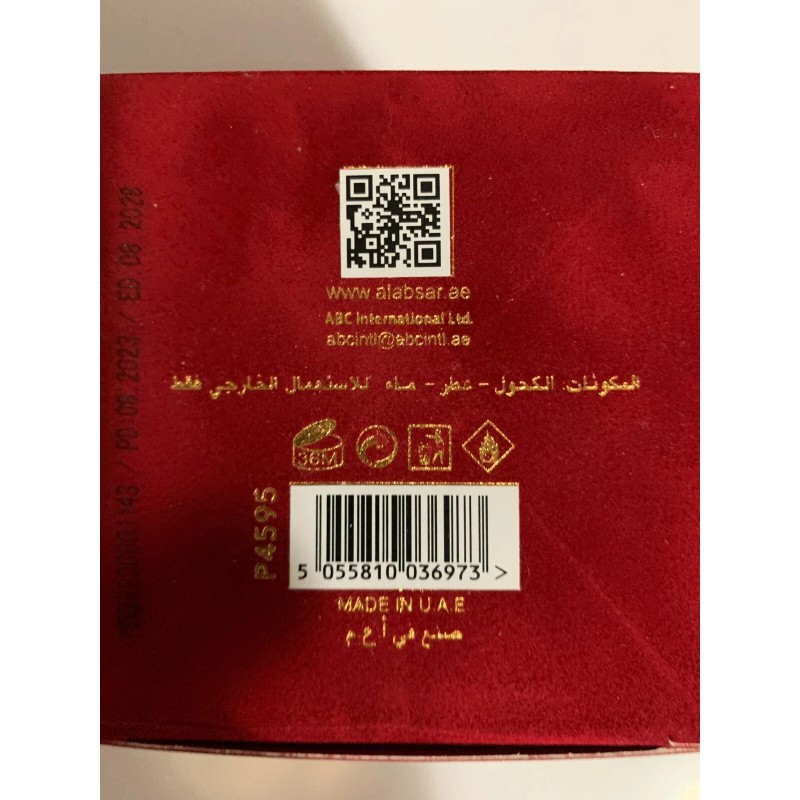 www.alabsar.ae
ABC International Ltd.
abcintl@abcintl.ae
المكونات: الكحول - عطر - ماء للاستعمال الخارجي فقط
36M
P4595
5 055810 036973 >
MADE IN U.A.E
صنع في أ.ع.م
/ PD 06 2023 / ED 06 2028